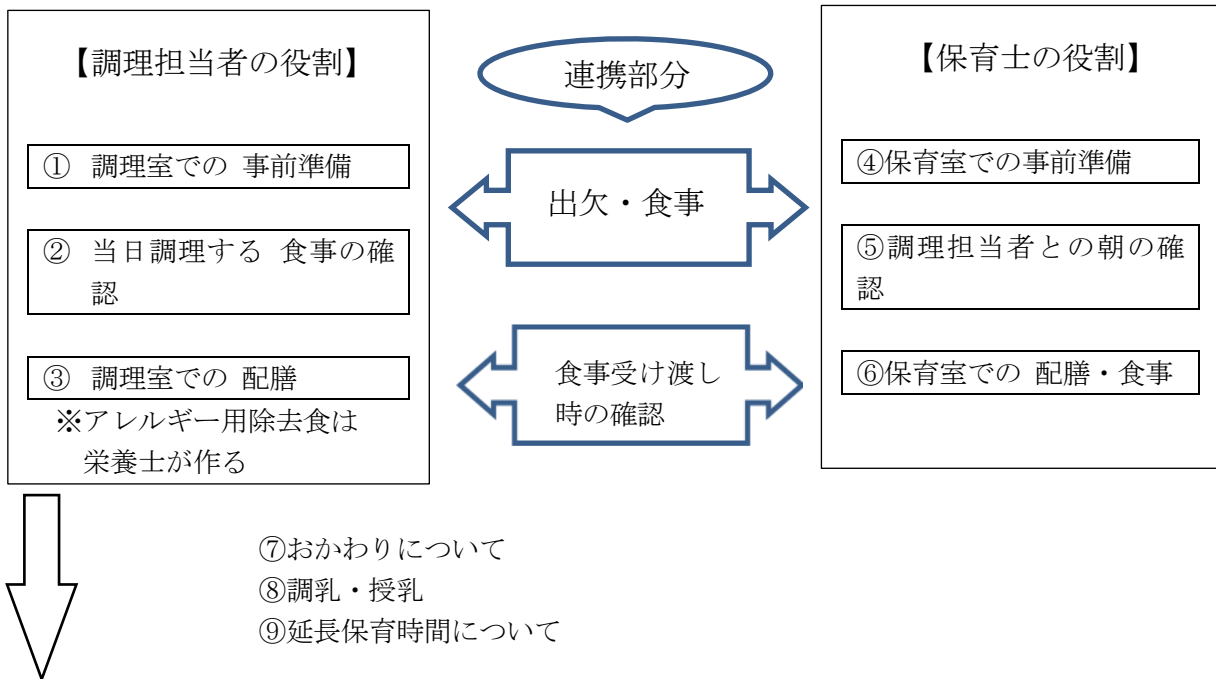 【調理担当者の役割】
① 調理室での 事前準備
② 当日調理する 食事の確
認
③ 調理室での 配膳
※アレルギー用除去食は
栄養士が作る
連携部分
出欠・食事
食事受け渡し
時の確認
【保育士の役割】
④保育室での事前準備
⑤調理担当者との朝の確
認
⑥保育室での 配膳・食事
⑦おかわりについて
⑧調乳・授乳
⑨延長保育時間について